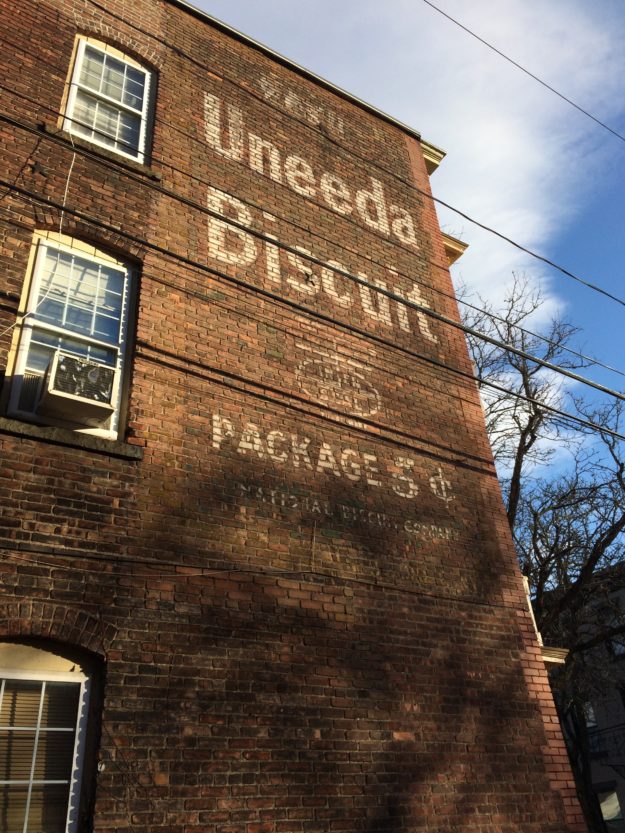 Uneeda
Biscuit
PACKAGE 5 ¢
NATIONAL BISCUIT COMPANY